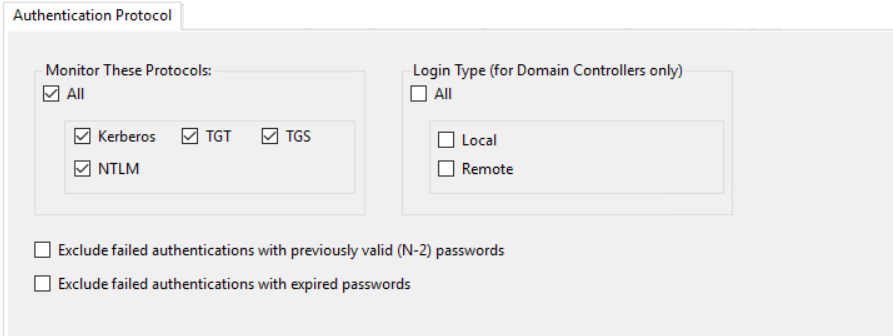 Authentication Protocol
Monitor These Protocols:
All
Kerberos TGT TGS
NTLM
Login Type (for Domain Controllers only)
All
Local
Remote
Exclude failed authentications with previously valid (N-2) passwords
Exclude failed authentications with expired passwords